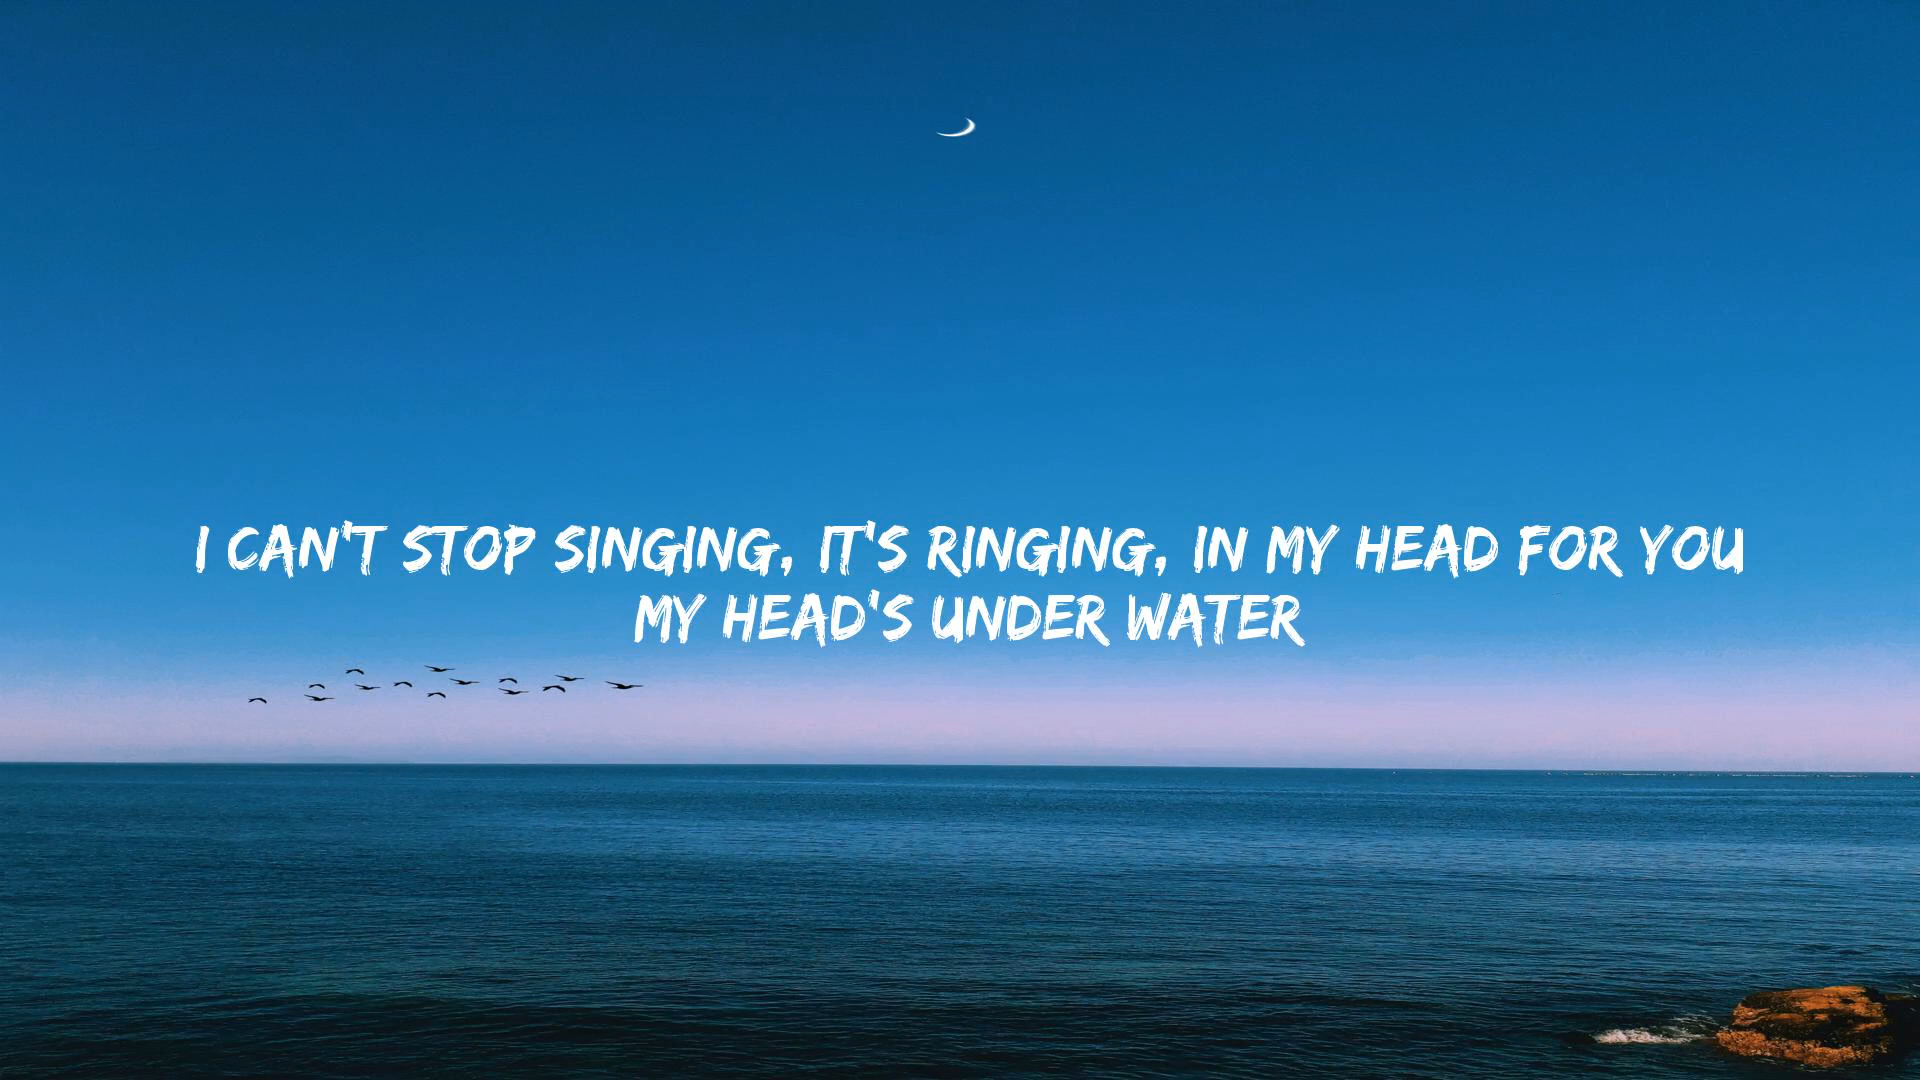 I CAN'T STOP SINGING, IT'S RINGING, IN MY HEAD FOR YOU
MY HEAD'S UNDER WATER